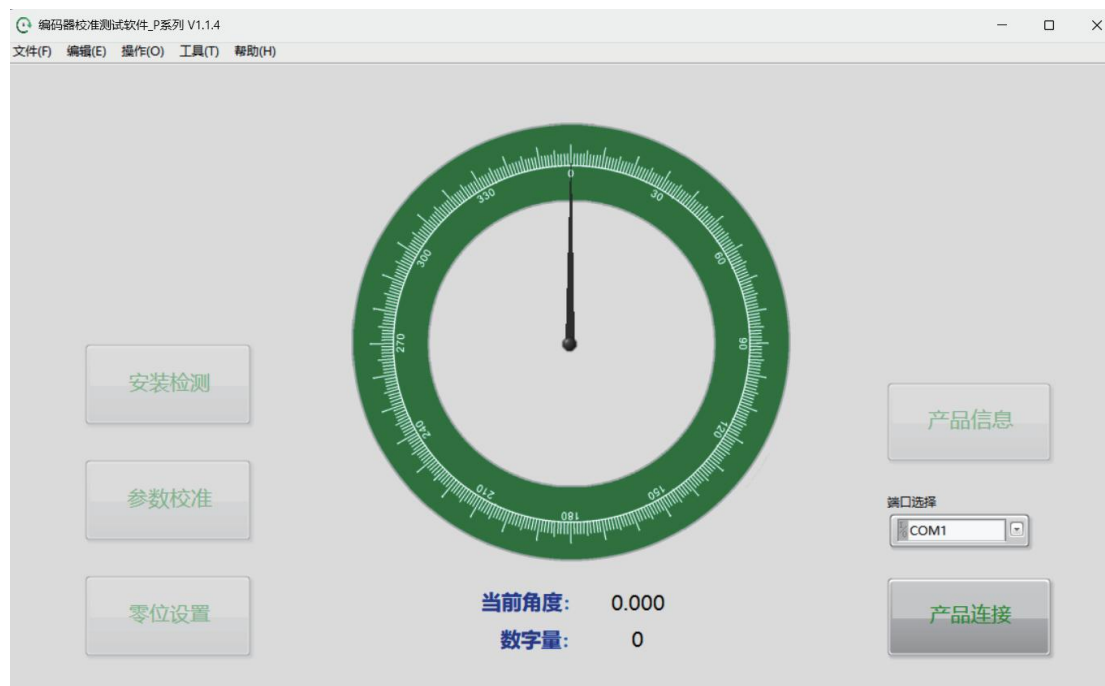 编码器校准测试软件_P系列 V1.1.4
文件(F) 编辑(E) 操作(O) 工具(T) 帮助(H)
0
30
60
90
120
150
180
210
240
270
300
330
安装检测
参数校准
零位设置
当前角度: 0.000
数字量: 0
产品信息
端口选择
COM1
产品连接